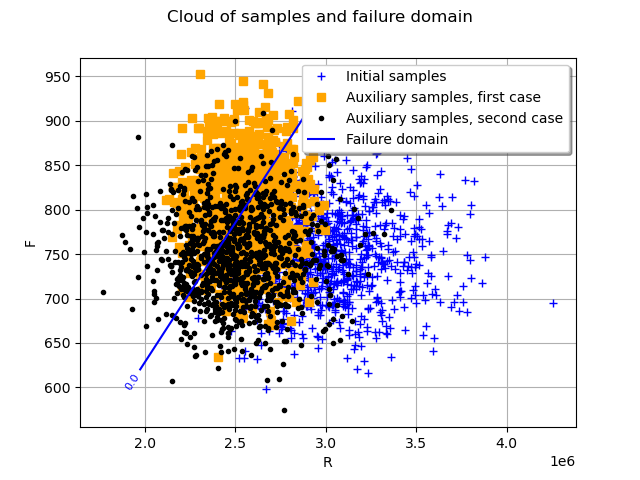 Cloud of samples and failure domain
Initial samples
Auxiliary samples, first case
Auxiliary samples, second case
Failure domain
950
900
850
800
750
700
650
600
F
0.0
2.0
2.5
3.0
3.5
4.0
R
1e6